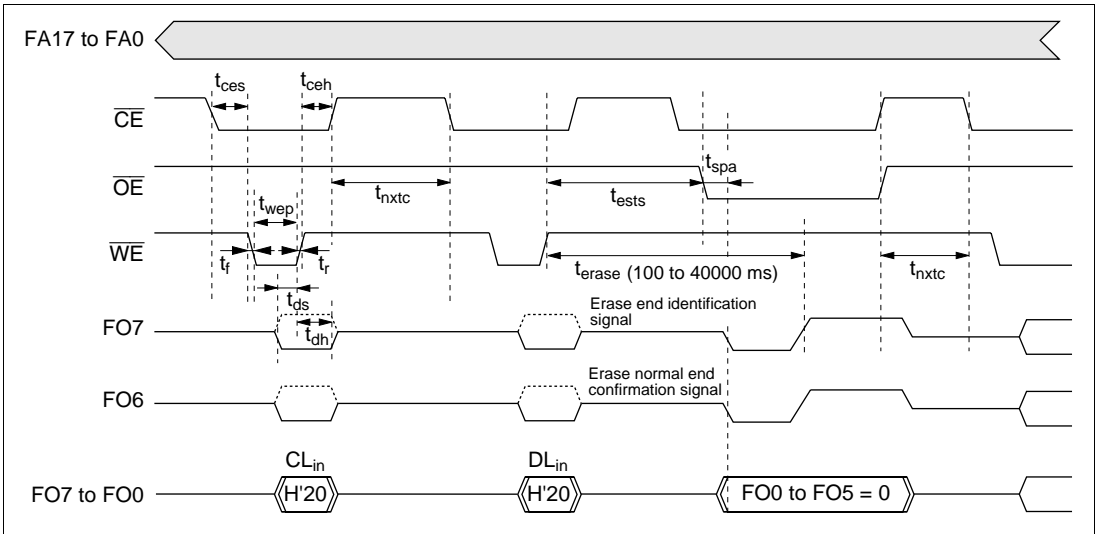 FA17 to FA0
tces
tceh
CE
tspa
OE
tnxtc
tests
twep
WE
tf
tr
terase (100 to 40000 ms)
tnxtc
tds
Erase end identification
signal
FO7
tdh
Erase normal end
confirmation signal
FO6
CLin
DLin
FO7 to FO0
H'20
H'20
FO0 to FO5 = 0